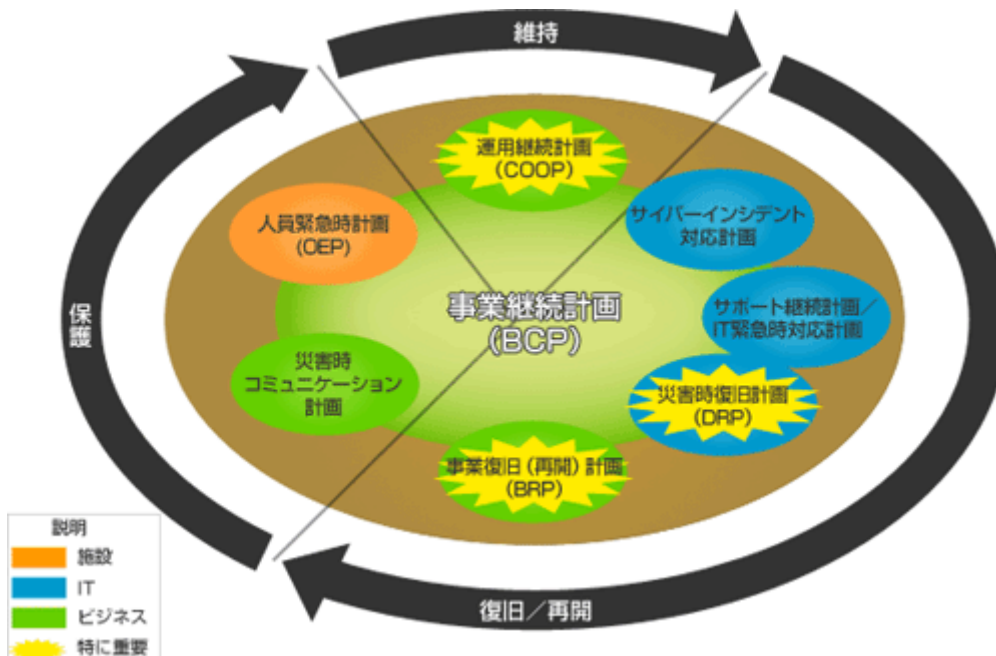 維持
運用継続計画
(COOP)
人員緊急時計画
(OEP)
サイバーインシデント
対応計画
保護
事業継続計画
(BCP)
サポート継続計画／
IT緊急時対応計画
災害時
コミュニケーション
計画
災害時復旧計画
(DRP)
事業復旧(再開)計画
(BRP)
説明
施設
IT
ビジネス
特に重要
復旧／再開